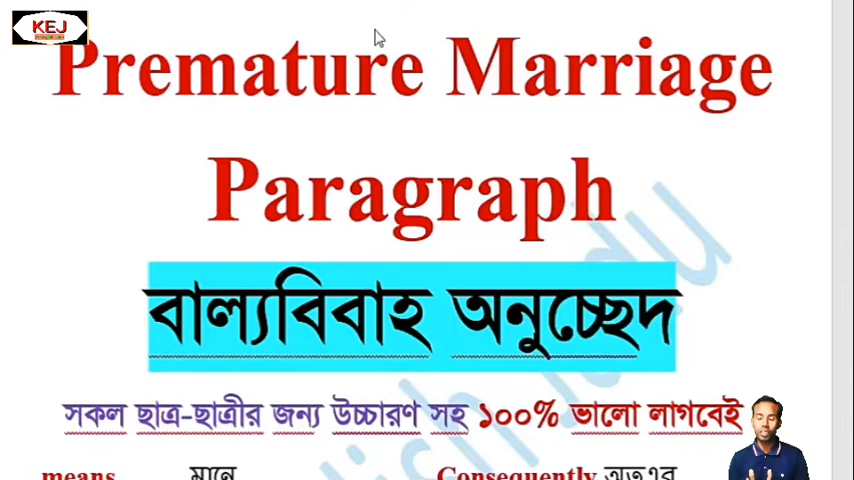 KEJ
Premature Marriage
Paragraph
বাল্যবিবাহ অনুচ্ছেদ
সকল ছাত্র-ছাত্রীর জন্য উচ্চারণ সহ ১০০% ভালো লাগবেই
means মানে Consequently অতএব